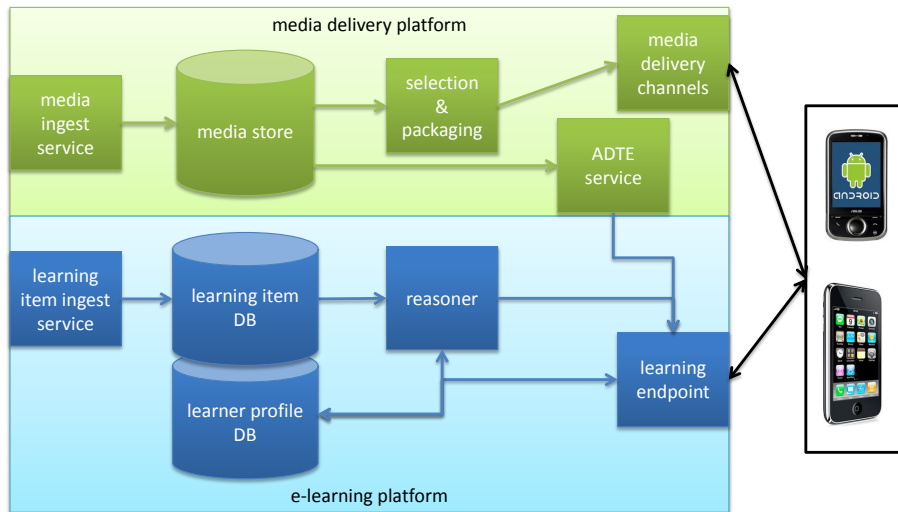 media delivery platform
media
ingest
service
media store
selection
&
packaging
media
delivery
channels
ADTE
service
learning
item ingest
service
learning item
DB
reasoner
learner profile
DB
learning
endpoint
e-learning platform
ANDROID